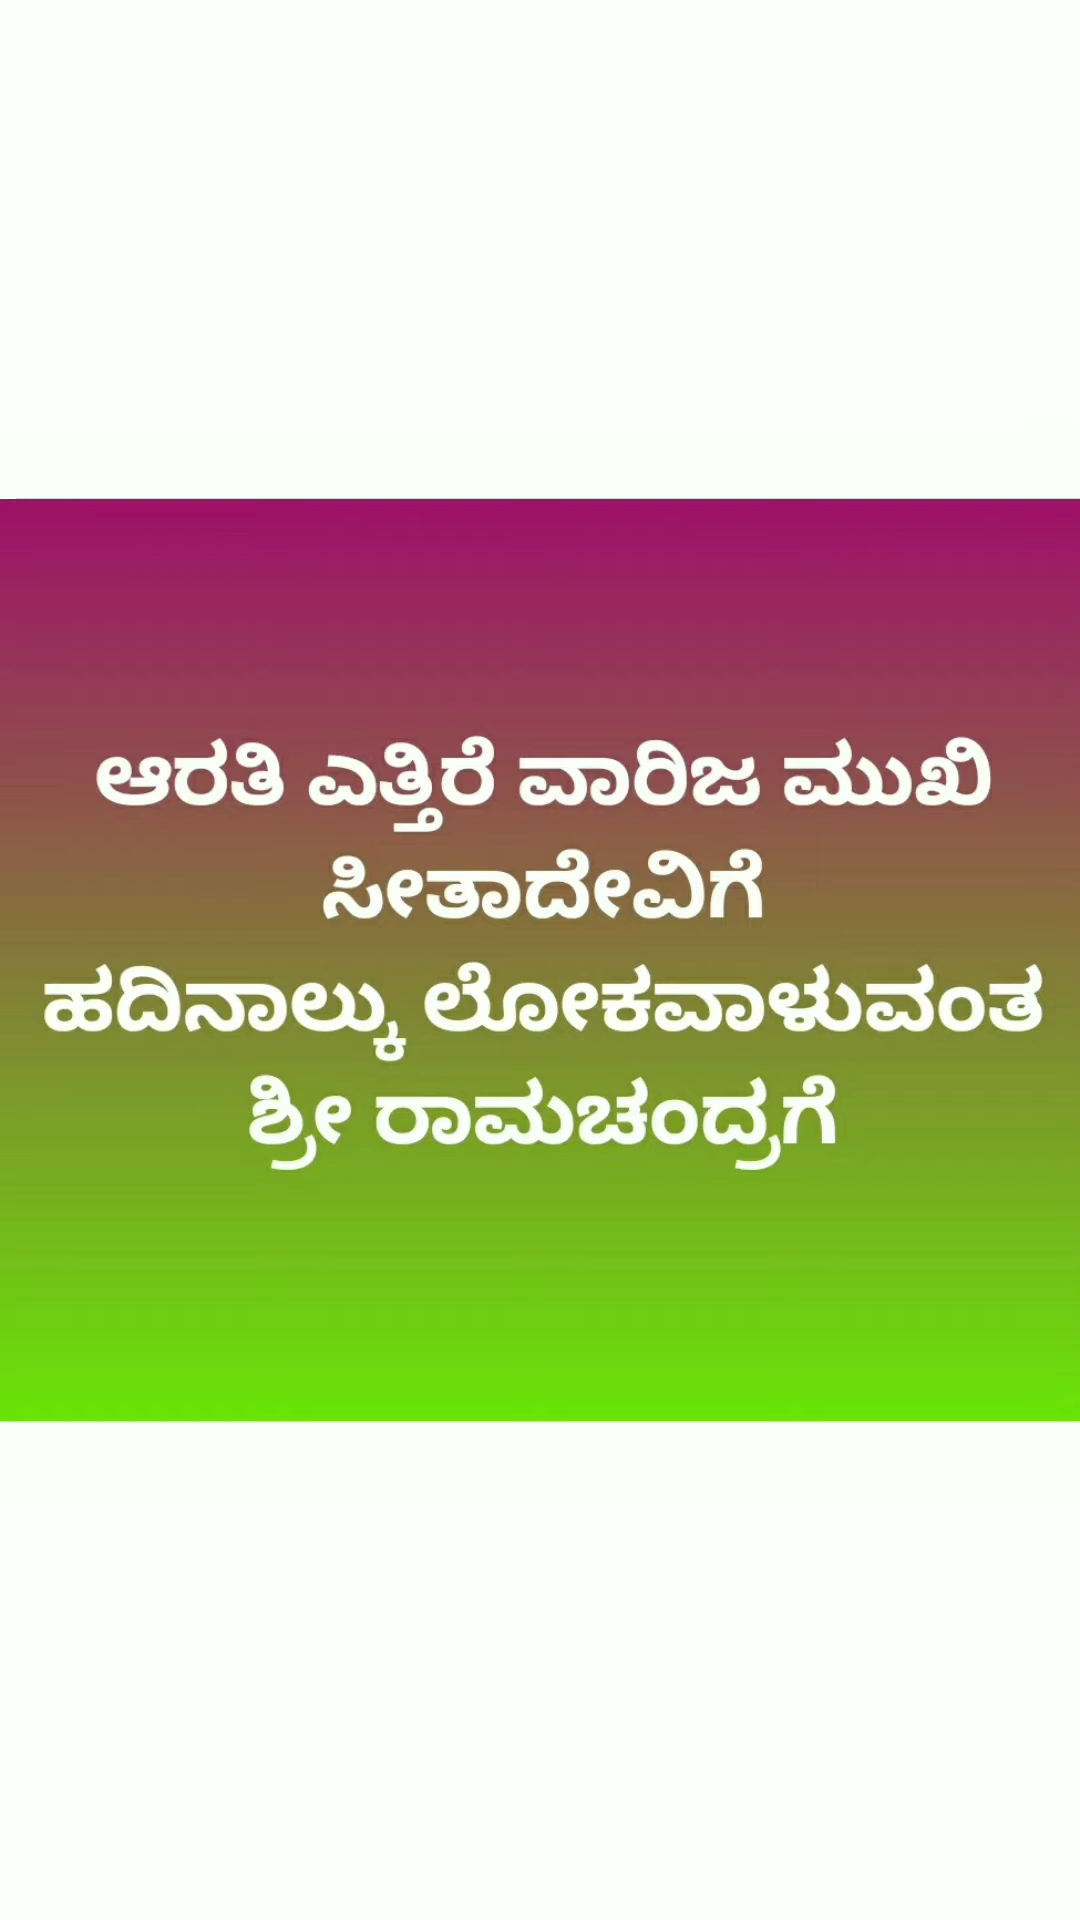 ಆರತಿ ಎತ್ತಿರೆ ವಾರಿಜ ಮುಖಿ
ಸೀತಾದೇವಿಗೆ
ಹದಿನಾಲ್ಕು ಲೋಕವಾಳುವಂತ
ಶ್ರೀ ರಾಮಚಂದ್ರಗೆ